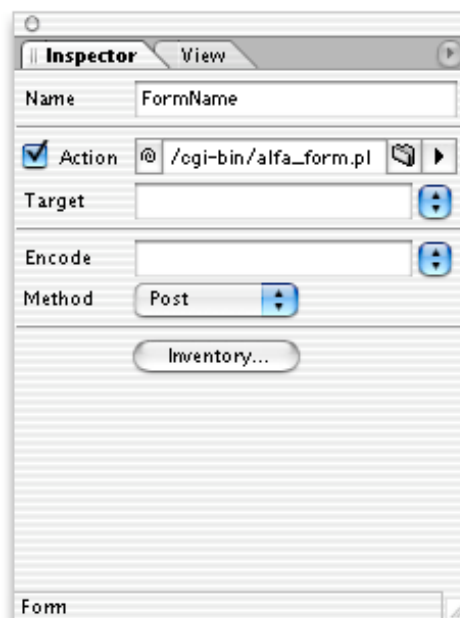 Inspector View
Name FormName
Action @ /cgi-bin/alfa_form.pl
Target
Encode
Method Post
Inventory...
Form